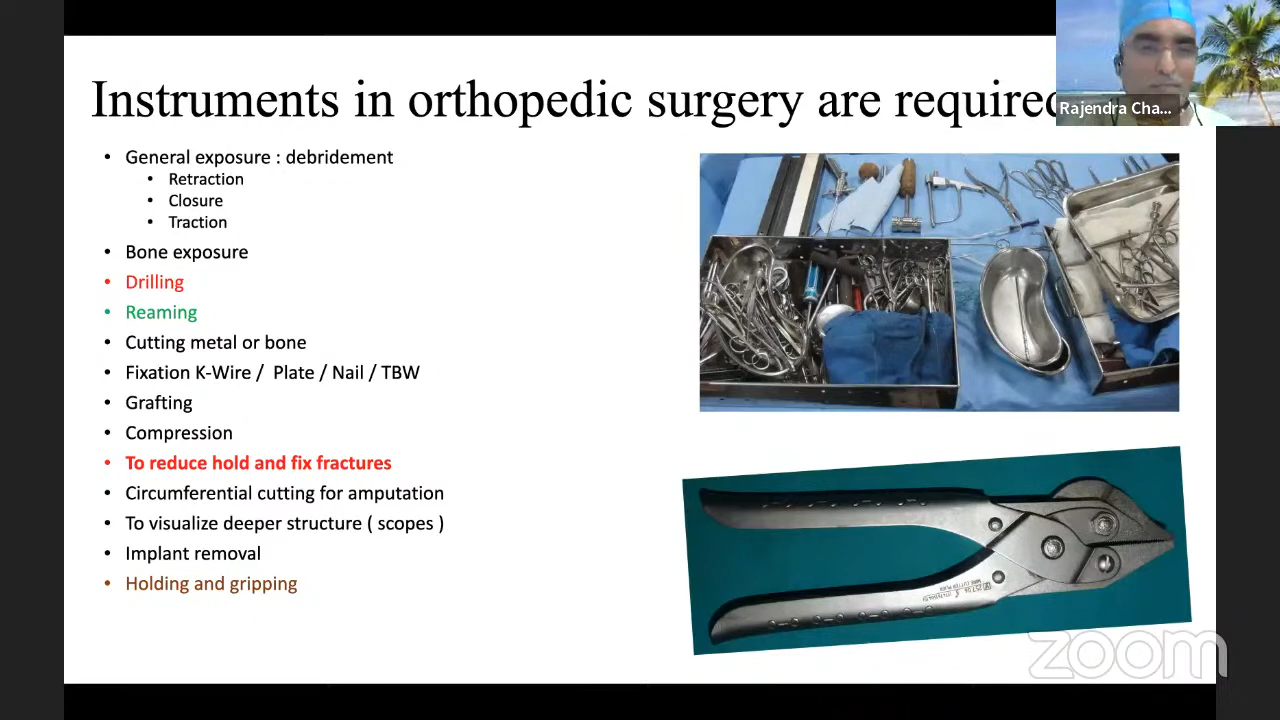 Instruments in orthopedic surgery are required
Rajendra Cha...
• General exposure : debridement
• Retraction
• Closure
• Traction
• Bone exposure
• Drilling
• Reaming
• Cutting metal or bone
• Fixation K-Wire / Plate / Nail / TBW
• Grafting
• Compression
• To reduce hold and fix fractures
• Circumferential cutting for amputation
• To visualize deeper structure ( scopes )
• Implant removal
• Holding and gripping
zoom